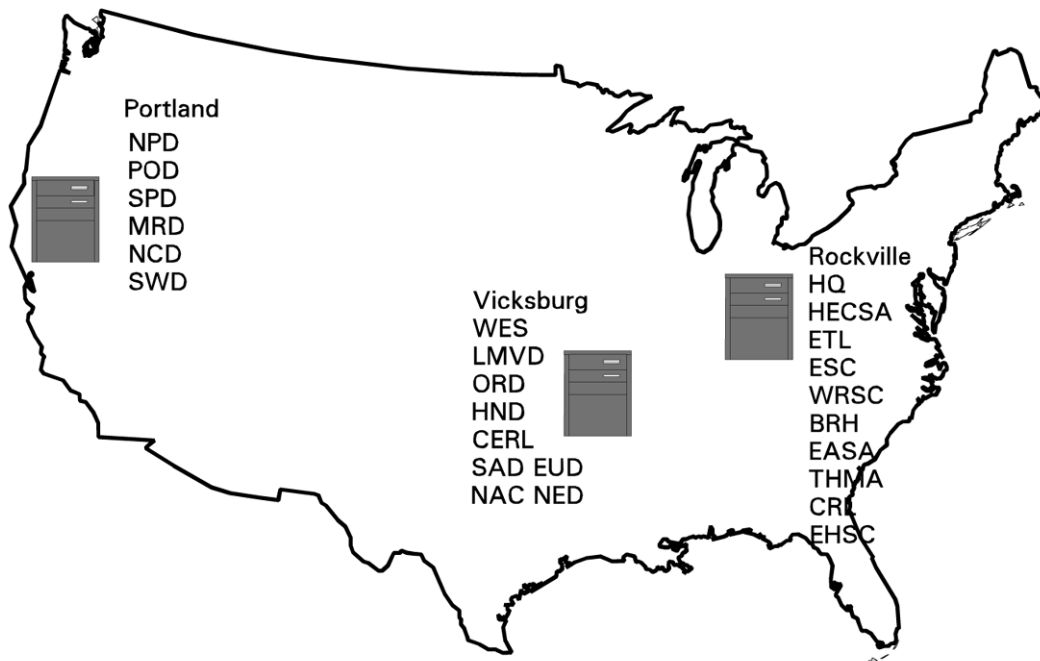 Portland
NPD
POD
SPD
MRD
NCD
SWD
Vicksburg
WES
LMVD
ORD
HND
CERL
SAD EUD
NAC NED
Rockville
HQ
HECSA
ETL
ESC
WRSC
BRH
EASA
THMA
CRL
EHSC